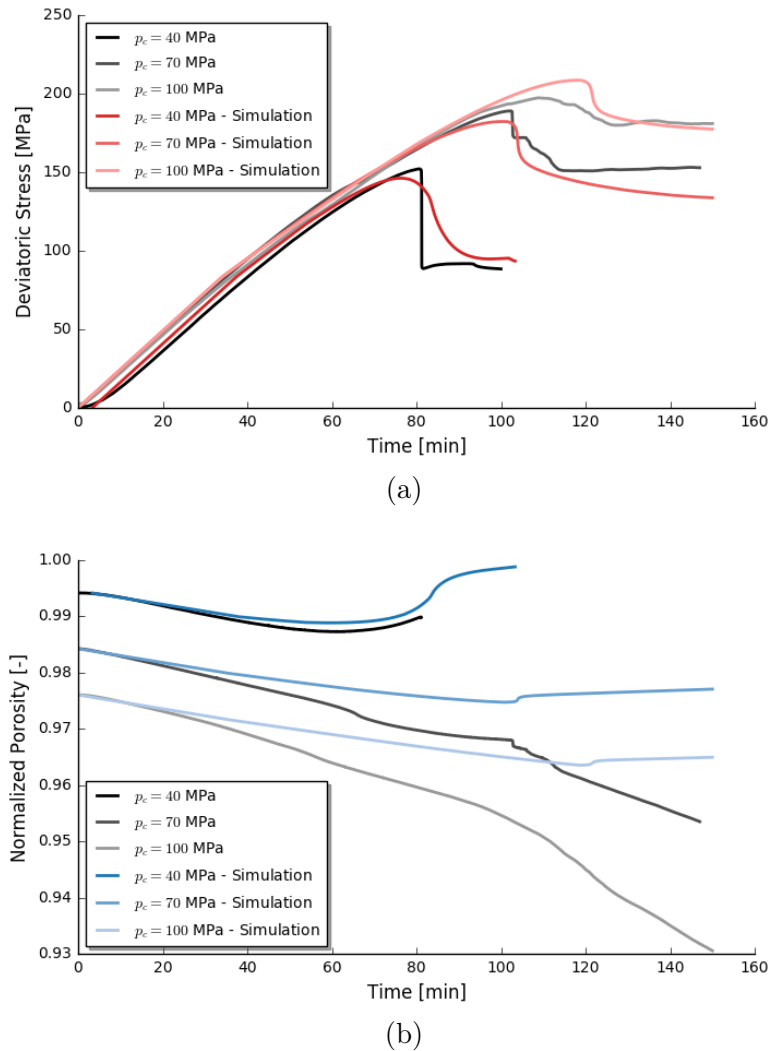 250
200
150
100
50
0
Deviatoric Stress [MPa]
p_c = 40 MPa
p_c = 70 MPa
p_c = 100 MPa
p_c = 40 MPa - Simulation
p_c = 70 MPa - Simulation
p_c = 100 MPa - Simulation
0 20 40 60 80 100 120 140 160
Time [min]
(a)
1.00
0.99
0.98
0.97
0.96
0.95
0.94
0.93
Normalized Porosity [-]
p_c = 40 MPa
p_c = 70 MPa
p_c = 100 MPa
p_c = 40 MPa - Simulation
p_c = 70 MPa - Simulation
p_c = 100 MPa - Simulation
0 20 40 60 80 100 120 140 160
Time [min]
(b)